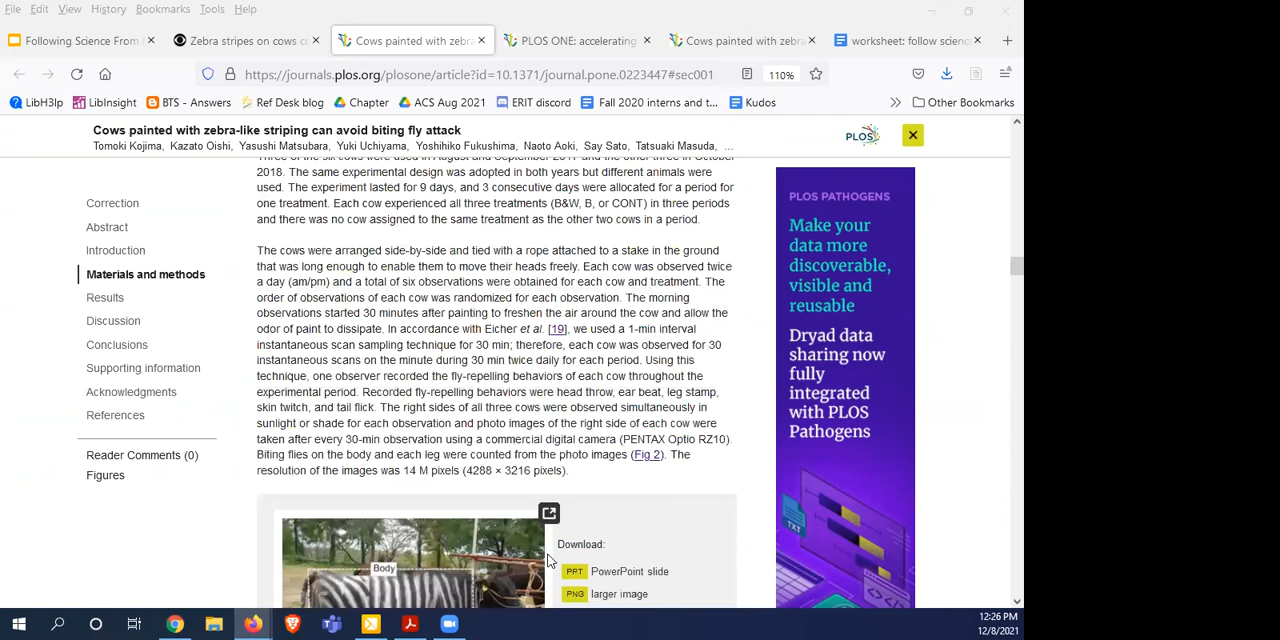 File Edit View History Bookmarks Tools Help
Following Science From
Zebra stripes on cows c
Cows painted with zebra
PLOS ONE: accelerating
Cows painted with zebra
worksheet: follow scienc
https://journals.plos.org/plosone/article?id=10.1371/journal.pone.0223447#sec001
110%
LibH3lp LibInsight BTS - Answers Ref Desk blog Chapter ACS Aug 2021 ERIT discord Fall 2020 interns and t... Kudos Other Bookmarks
Cows painted with zebra-like striping can avoid biting fly attack
Tomoki Kojima, Kazato Oishi, Yasushi Matsubara, Yuki Uchiyama, Yoshihiko Fukushima, Naoto Aoki, Say Sato, Tatsuaki Masuda, ...
PLOS
Correction
Abstract
Introduction
Materials and methods
Results
Discussion
Conclusions
Supporting information
Acknowledgments
References
Reader Comments (0)
Figures
Three of the six cows were used in August and September 2017 and the other three in October
2018. The same experimental design was adopted in both years but different animals were
used. The experiment lasted for 9 days, and 3 consecutive days were allocated for a period for
one treatment. Each cow experienced all three treatments (B&W, B, or CONT) in three periods
and there was no cow assigned to the same treatment as the other two cows in a period.
The cows were arranged side-by-side and tied with a rope attached to a stake in the ground
that was long enough to enable them to move their heads freely. Each cow was observed twice
a day (am/pm) and a total of six observations were obtained for each cow and treatment. The
order of observations of each cow was randomized for each observation. The morning
observations started 30 minutes after painting to freshen the air around the cow and allow the
odor of paint to dissipate. In accordance with Eicher et al. [19], we used a 1-min interval
instantaneous scan sampling technique for 30 min; therefore, each cow was observed for 30
instantaneous scans on the minute during 30 min twice daily for each period. Using this
technique, one observer recorded the fly-repelling behaviors of each cow throughout the
experimental period. Recorded fly-repelling behaviors were head throw, ear beat, leg stamp,
skin twitch, and tail flick. The right sides of all three cows were observed simultaneously in
sunlight or shade for each observation and photo images of the right side of each cow were
taken after every 30-min observation using a commercial digital camera (PENTAX Optio RZ10).
Biting flies on the body and each leg were counted from the photo images (Fig 2). The
resolution of the images was 14 M pixels (4288 × 3216 pixels).
Body
Download:
PPT PowerPoint slide
PNG larger image
PLOS PATHOGENS
Make your
data more
discoverable,
visible and
reusable
Dryad data
sharing now
fully
integrated
with PLOS
Pathogens
TXT
12:26 PM
12/8/2021